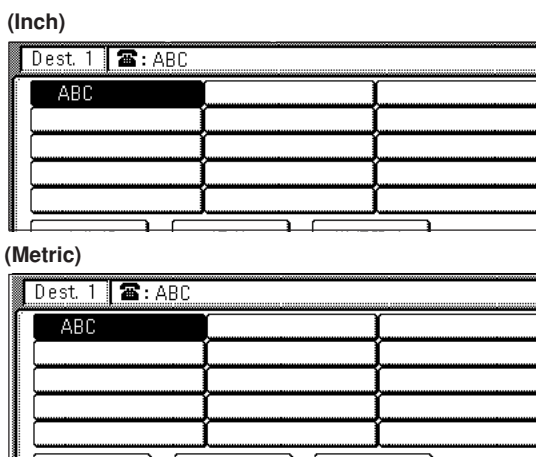 (Inch)
Dest. 1 ☎: ABC
ABC
(Metric)
Dest. 1 ☎: ABC
ABC